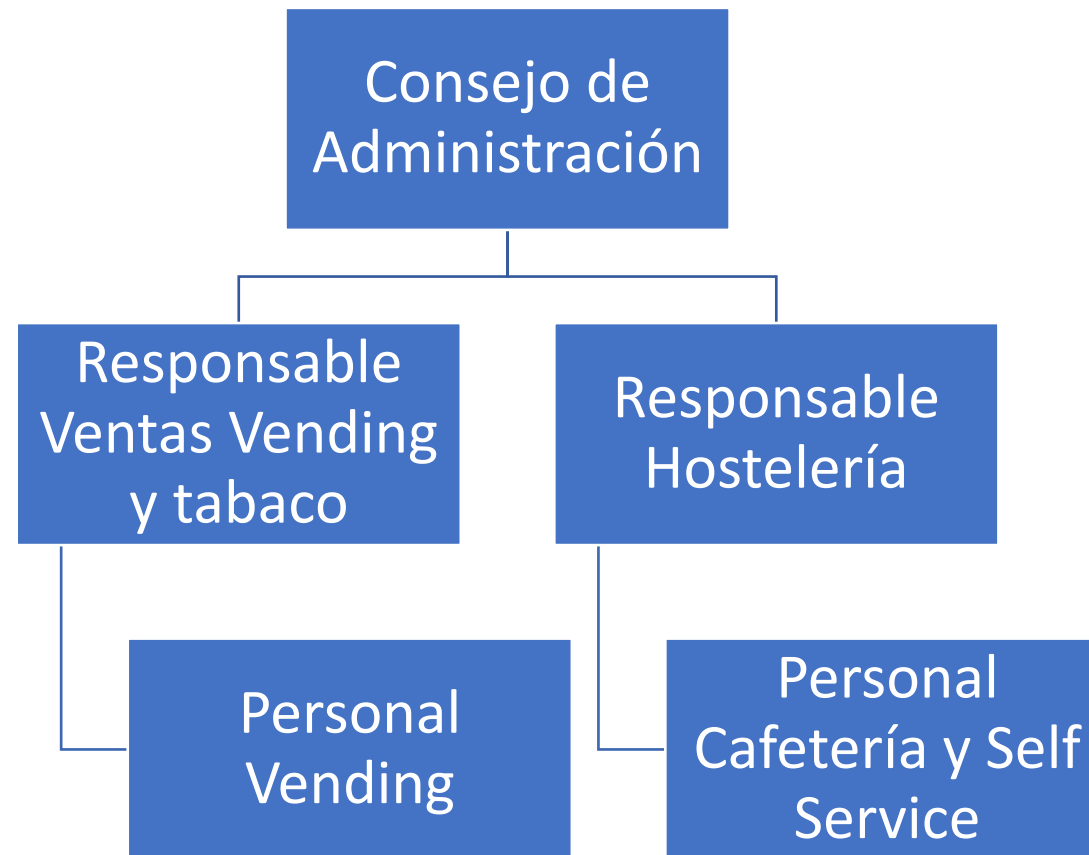 Consejo de
Administración
Responsable
Ventas Vending
y tabaco
Responsable
Hostelería
Personal
Vending
Personal
Cafetería y Self
Service